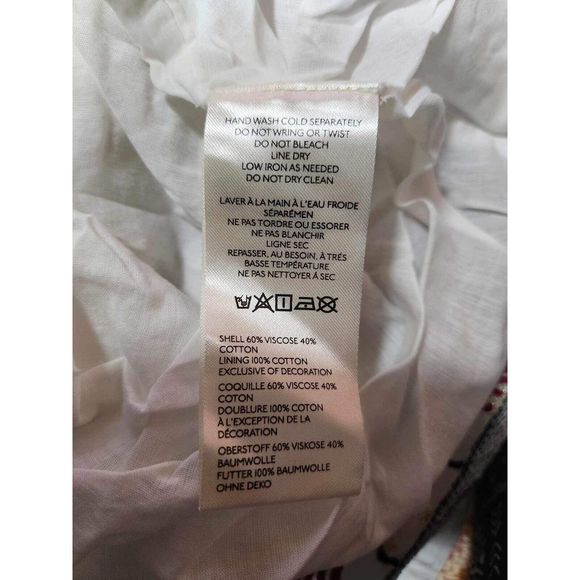 HAND WASH COLD SEPARATELY
DO NOT WRING OR TWIST
DO NOT BLEACH
LINE DRY
LOW IRON AS NEEDED
DO NOT DRY CLEAN
LAVER À LA MAIN À L'EAU FROIDE
SÉPARÉMEN
NE PAS TORDRE OU ESSORER
NE PAS BLANCHIR
LIGNE SEC
REPASSER, AU BESOIN, À TRÉS
BASSE TEMPÉRATURE
NE PAS NETTOYER À SEC
SHELL 60% VISCOSE 40%
COTTON
LINING 100% COTTON
EXCLUSIVE OF DECORATION
COQUILLE 60% VISCOSE 40%
COTON
DOUBLURE 100% COTON
À L'EXCEPTION DE LA
DÉCORATION
OBERSTOFF 60% VISKOSE 40%
BAUMWOLLE
FUTTER 100% BAUMWOLLE
OHNE DEKO